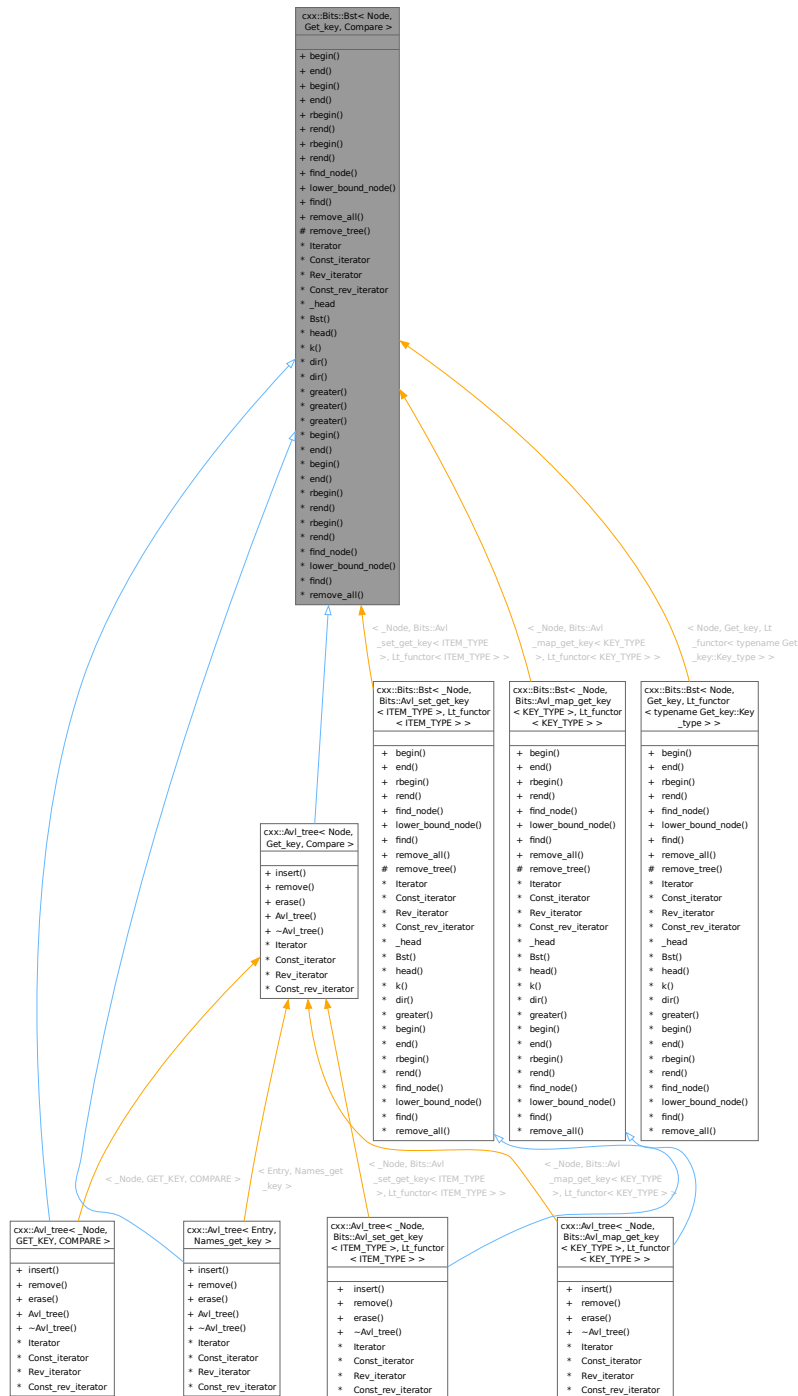 cxx::Bits::Bst< Node,
Get_key, Compare >
+ begin()
+ end()
+ begin()
+ end()
+ rbegin()
+ rend()
+ rbegin()
+ rend()
+ find_node()
+ lower_bound_node()
+ find()
+ remove_all()
# remove_tree()
* Iterator
* Const_iterator
* Rev_iterator
* Const_rev_iterator
* _head
* Bst()
* head()
* k()
* dir()
* dir()
* greater()
* greater()
* greater()
* begin()
* end()
* begin()
* end()
* rbegin()
* rend()
* rbegin()
* rend()
* find_node()
* lower_bound_node()
* find()
* remove_all()
< _Node, Bits::Avl
_set_get_key< ITEM_TYPE
>, Lt_functor< ITEM_TYPE > >
< _Node, Bits::Avl
_map_get_key< KEY_TYPE
>, Lt_functor< KEY_TYPE > >
< Node, Get_key, Lt
_functor< typename Get
_key::Key_type > >
cxx::Bits::Bst< _Node,
Bits::Avl_set_get_key
< ITEM_TYPE >, Lt_functor
< ITEM_TYPE > >
+ begin()
+ end()
+ rbegin()
+ rend()
+ find_node()
+ lower_bound_node()
+ find()
+ remove_all()
# remove_tree()
* Iterator
* Const_iterator
* Rev_iterator
* Const_rev_iterator
* _head
* Bst()
* head()
* k()
* dir()
* greater()
* begin()
* end()
* rbegin()
* rend()
* find_node()
* lower_bound_node()
* find()
* remove_all()
cxx::Bits::Bst< _Node,
Bits::Avl_map_get_key
< KEY_TYPE >, Lt_functor
< KEY_TYPE > >
+ begin()
+ end()
+ rbegin()
+ rend()
+ find_node()
+ lower_bound_node()
+ find()
+ remove_all()
# remove_tree()
* Iterator
* Const_iterator
* Rev_iterator
* Const_rev_iterator
* _head
* Bst()
* head()
* k()
* dir()
* greater()
* begin()
* end()
* rbegin()
* rend()
* find_node()
* lower_bound_node()
* find()
* remove_all()
cxx::Bits::Bst< Node,
Get_key, Lt_functor
< typename Get_key::Key
_type > >
+ begin()
+ end()
+ rbegin()
+ rend()
+ find_node()
+ lower_bound_node()
+ find()
+ remove_all()
# remove_tree()
* Iterator
* Const_iterator
* Rev_iterator
* Const_rev_iterator
* _head
* Bst()
* head()
* k()
* dir()
* greater()
* begin()
* end()
* rbegin()
* rend()
* find_node()
* lower_bound_node()
* find()
* remove_all()
cxx::Avl_tree< Node,
Get_key, Compare >
+ insert()
+ remove()
+ erase()
+ Avl_tree()
+ ~Avl_tree()
* Iterator
* Const_iterator
* Rev_iterator
* Const_rev_iterator
< _Node, GET_KEY, COMPARE >
< Entry, Names_get
_key >
< _Node, Bits::Avl
_set_get_key< ITEM_TYPE
>, Lt_functor< ITEM_TYPE > >
< _Node, Bits::Avl
_map_get_key< KEY_TYPE
>, Lt_functor< KEY_TYPE > >
cxx::Avl_tree< _Node,
GET_KEY, COMPARE >
+ insert()
+ remove()
+ erase()
+ Avl_tree()
+ ~Avl_tree()
* Iterator
* Const_iterator
* Rev_iterator
* Const_rev_iterator
cxx::Avl_tree< Entry,
Names_get_key >
+ insert()
+ remove()
+ erase()
+ Avl_tree()
+ ~Avl_tree()
* Iterator
* Const_iterator
* Rev_iterator
* Const_rev_iterator
cxx::Avl_tree< _Node,
Bits::Avl_set_get_key
< ITEM_TYPE >, Lt_functor
< ITEM_TYPE > >
+ insert()
+ remove()
+ erase()
+ ~Avl_tree()
* Iterator
* Const_iterator
* Rev_iterator
* Const_rev_iterator
cxx::Avl_tree< _Node,
Bits::Avl_map_get_key
< KEY_TYPE >, Lt_functor
< KEY_TYPE > >
+ insert()
+ remove()
+ erase()
+ ~Avl_tree()
* Iterator
* Const_iterator
* Rev_iterator
* Const_rev_iterator